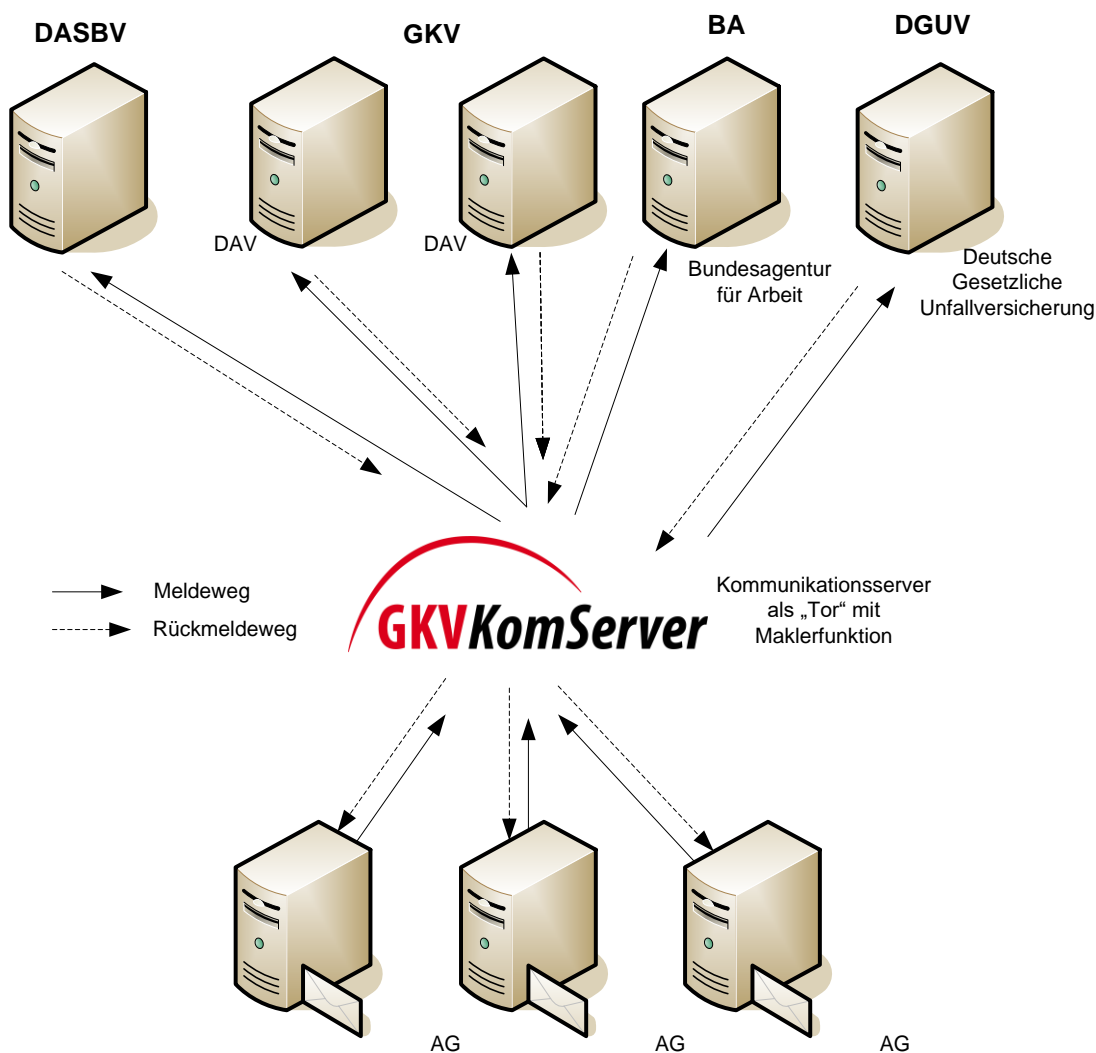 DASBV
GKV
BA
DGUV
DAV
DAV
Bundesagentur
für Arbeit
Deutsche
Gesetzliche
Unfallversicherung
Meldeweg
Rückmeldeweg
GKVKomServer
Kommunikationsserver
als „Tor“ mit
Maklerfunktion
AG
AG
AG